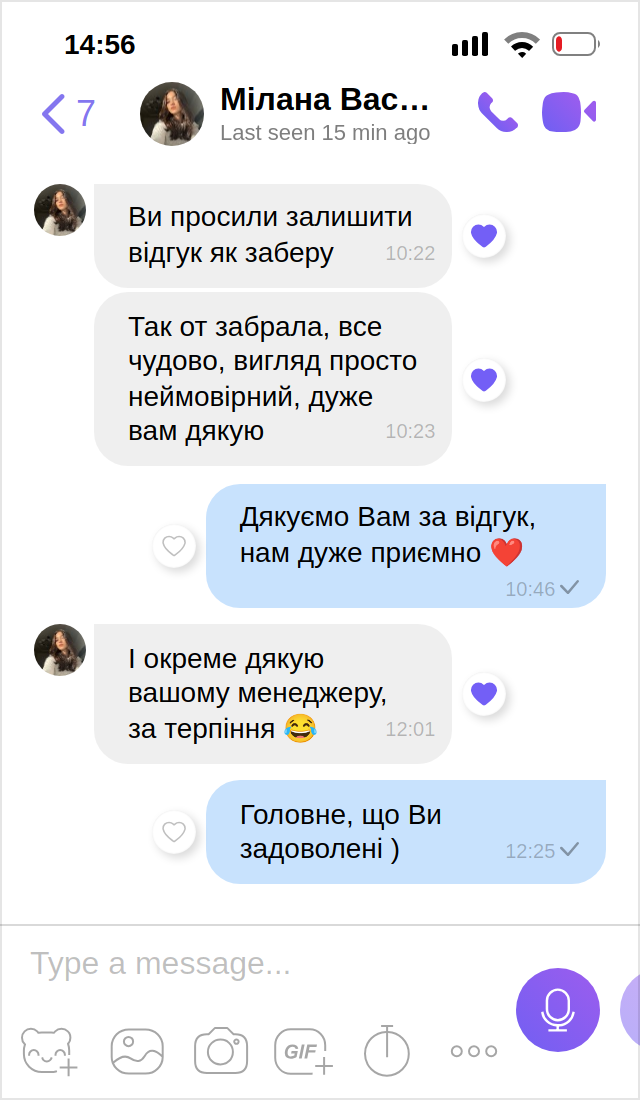 14:56
7
Мілана Вас...
Last seen 15 min ago
Ви просили залишити
відгук як заберу
10:22
Так от забрала, все
чудово, вигляд просто
неймовірний, дуже
вам дякую
10:23
Дякуємо Вам за відгук,
нам дуже приємно ❤️
10:46
І окреме дякую
вашому менеджеру,
за терпіння 😂
12:01
Головне, що Ви
задоволені )
12:25
Type a message...
GIF